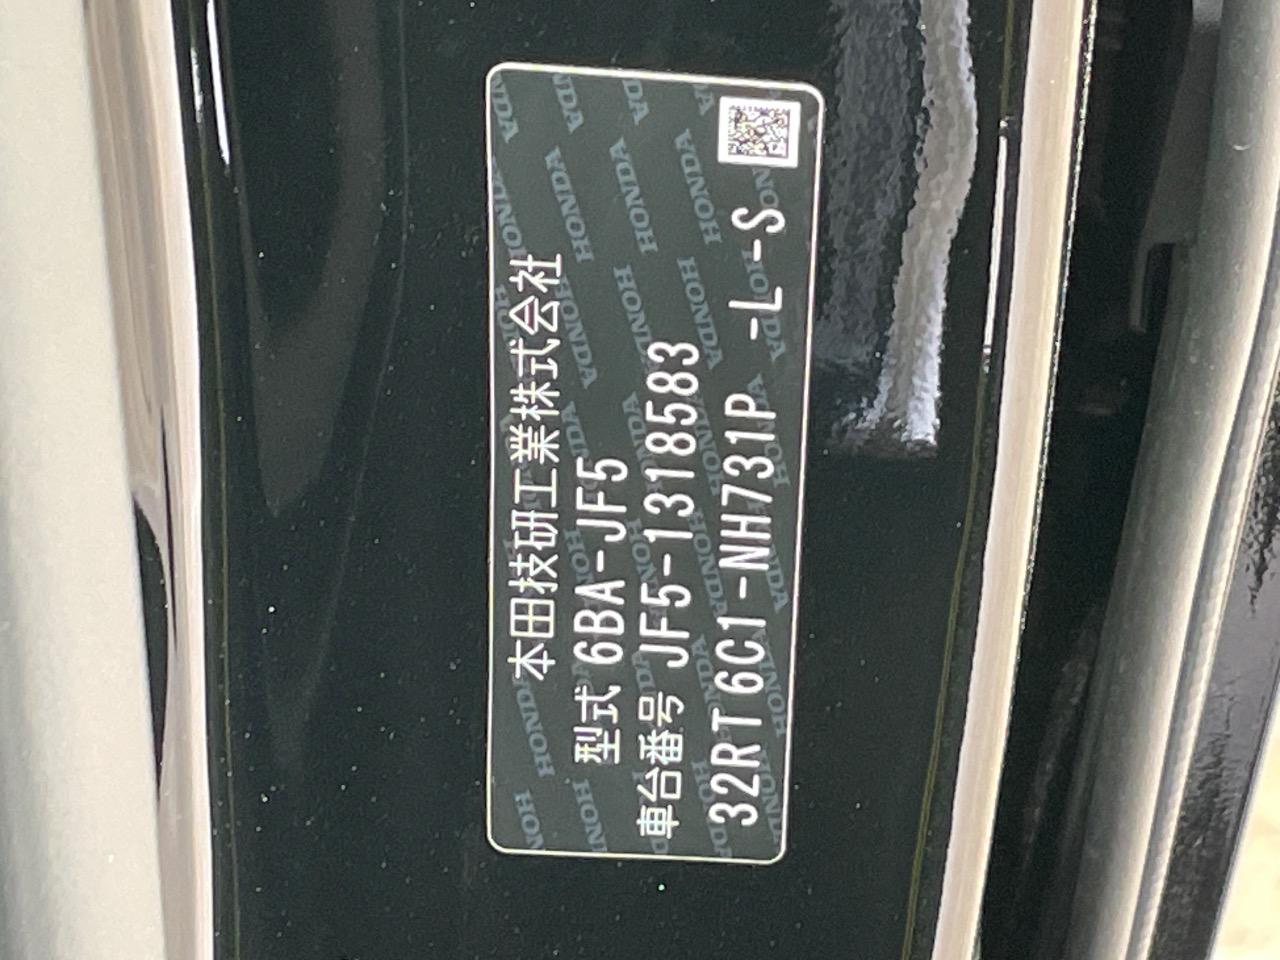 本田技研工業株式会社
型式 6BA-JF5
車台番号 JF5-1318583
32RT6C1-NH731P -L-S